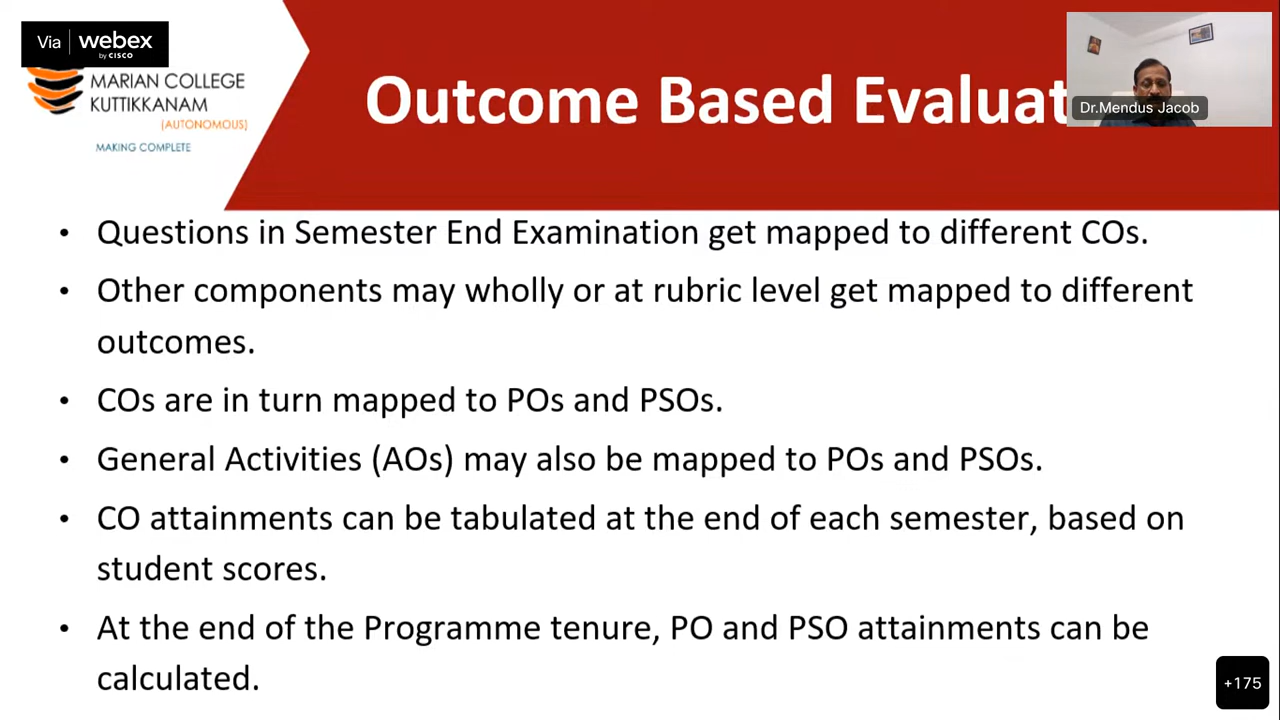 Via webex
by CISCO
MARIAN COLLEGE
KUTTIKKANAM
(AUTONOMOUS)
MAKING COMPLETE
Outcome Based Evaluat
Dr.Mendus Jacob
• Questions in Semester End Examination get mapped to different COs.
• Other components may wholly or at rubric level get mapped to different
outcomes.
• COs are in turn mapped to POs and PSOs.
• General Activities (AOs) may also be mapped to POs and PSOs.
• CO attainments can be tabulated at the end of each semester, based on
student scores.
• At the end of the Programme tenure, PO and PSO attainments can be
calculated.
+175